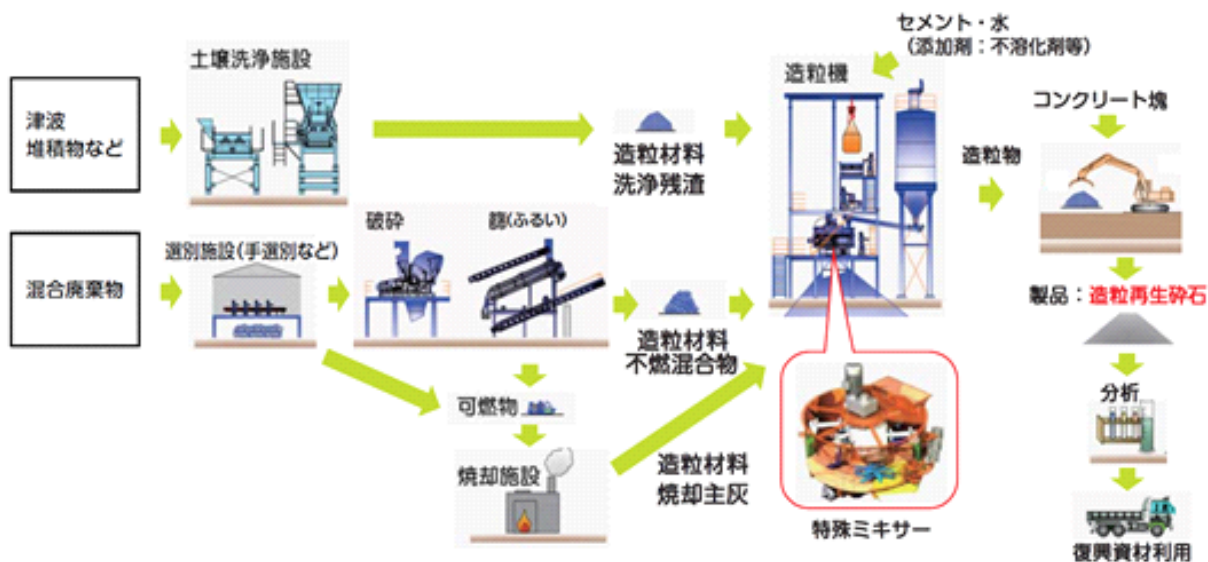 セメント・水
（添加剤：不溶化剤等）
土壌洗浄施設
造粒機
コンクリート塊
津波
堆積物など
造粒材料
洗浄残渣
造粒物
選別施設（手選別など）
破砕
篩(ふるい)
混合廃棄物
製品：造粒再生砕石
造粒材料
不燃混合物
可燃物
分析
焼却施設
造粒材料
焼却主灰
特殊ミキサー
復興資材利用